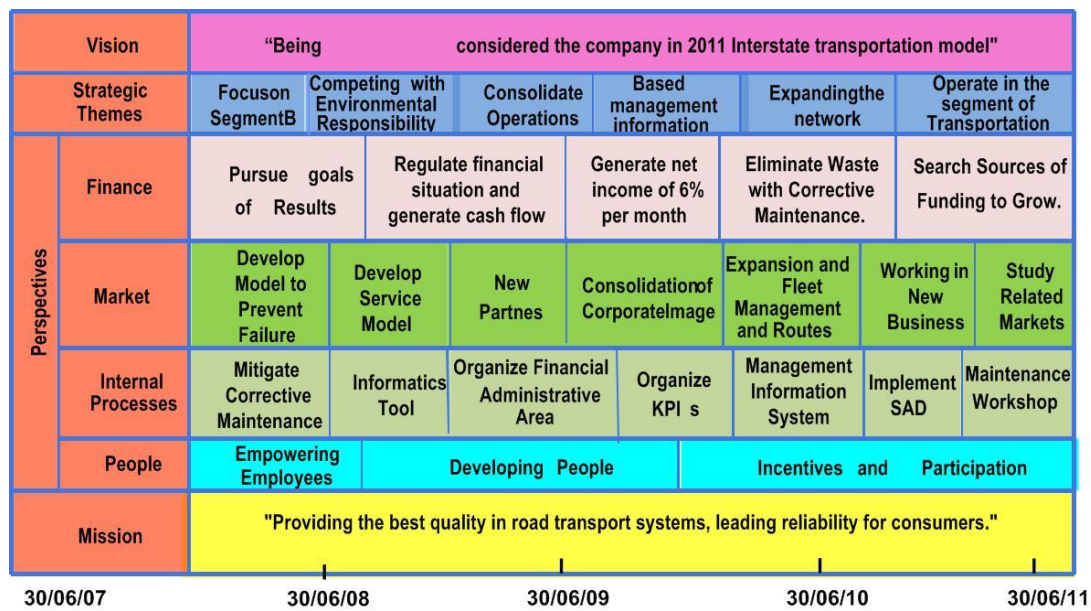 Vision
“Being considered the company in 2011 Interstate transportation model"
Strategic
Themes
Focuson
SegmentB
Competing with
Environmental
Responsibility
Consolidate
Operations
Based
management
information
Expandingthe
network
Operate in the
segment of
Transportation
Perspectives
Finance
Pursue goals
of Results
Regulate financial
situation and
generate cash flow
Generate net
income of 6%
per month
Eliminate Waste
with Corrective
Maintenance.
Search Sources of
Funding to Grow.
Market
Develop
Model to
Prevent
Failure
Develop
Service
Model
New
Partnes
Consolidationof
CorporateImage
Expansion and
Fleet
Management
and Routes
Working in
New
Business
Study
Related
Markets
Internal
Processes
Mitigate
Corrective
Maintenance
Informatics
Tool
Organize Financial
Administrative
Area
Organize
KPI s
Management
Information
System
Implement
SAD
Maintenance
Workshop
People
Empowering
Employees
Developing People
Incentives and Participation
Mission
"Providing the best quality in road transport systems, leading reliability for consumers."
30/06/07
30/06/08
30/06/09
30/06/10
30/06/11